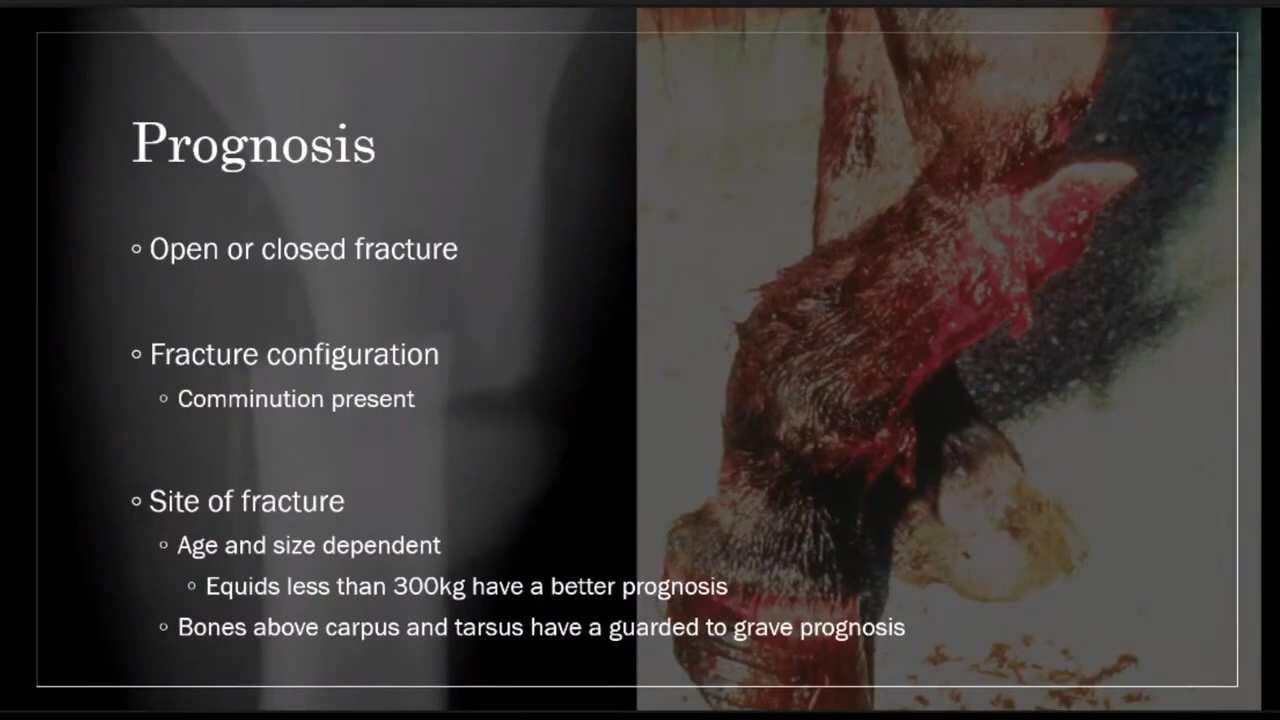 Prognosis
◦ Open or closed fracture
◦ Fracture configuration
◦ Comminution present
◦ Site of fracture
◦ Age and size dependent
◦ Equids less than 300kg have a better prognosis
◦ Bones above carpus and tarsus have a guarded to grave prognosis